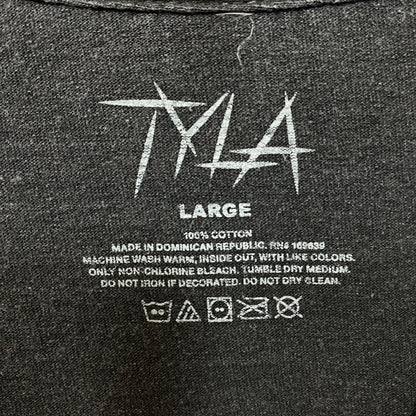 TYLA
LARGE
100% COTTON
MADE IN DOMINICAN REPUBLIC. RN# 169639
MACHINE WASH WARM, INSIDE OUT, WITH LIKE COLORS.
ONLY NON-CHLORINE BLEACH. TUMBLE DRY MEDIUM.
DO NOT IRON IF DECORATED. DO NOT DRY CLEAN.